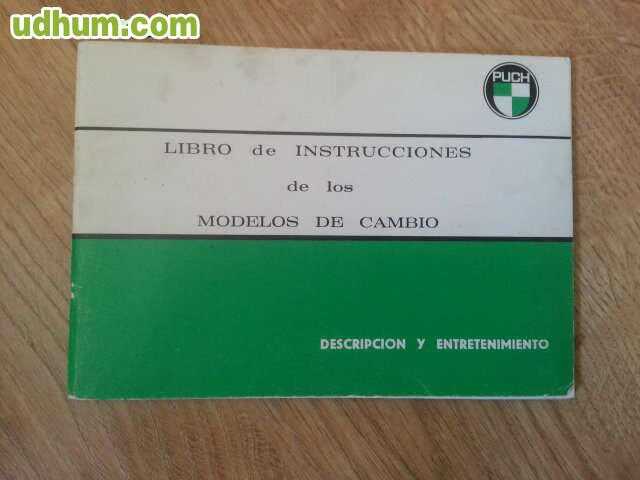 udhum.com
PUCH
LIBRO de INSTRUCCIONES
de los
MODELOS DE CAMBIO
DESCRIPCION Y ENTRETENIMIENTO